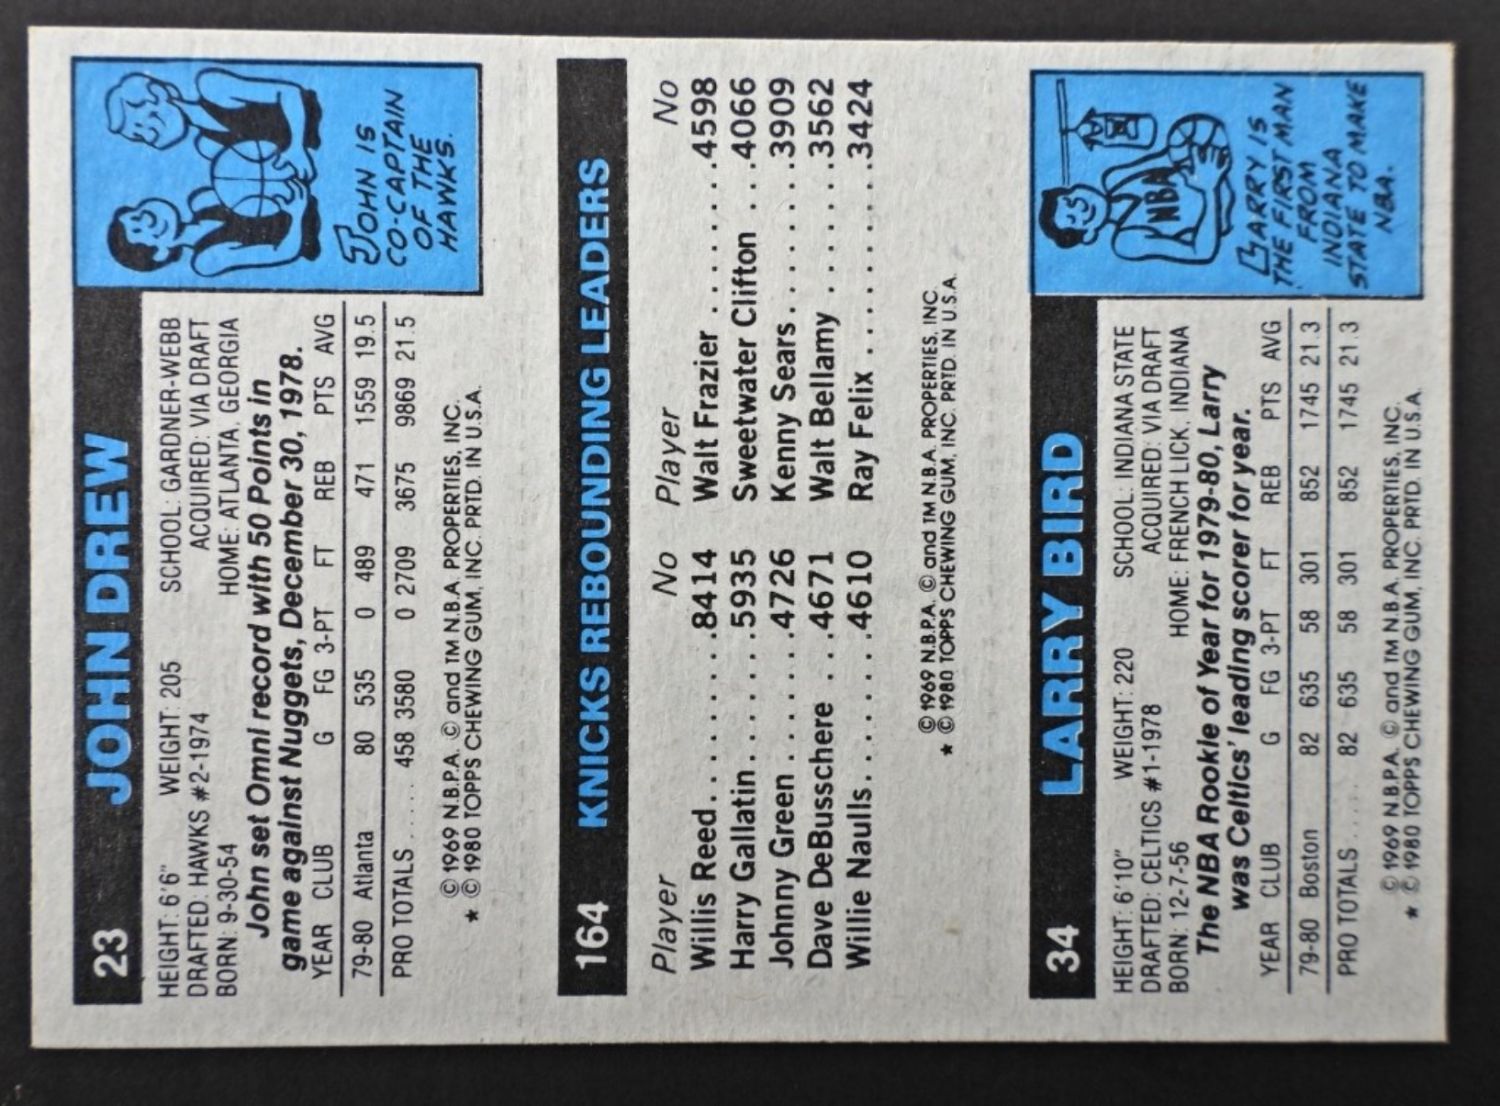 23 JOHN DREW
HEIGHT: 6'6" WEIGHT: 205 SCHOOL: GARDNER-WEBB
DRAFTED: HAWKS #2-1974 ACQUIRED: VIA DRAFT
BORN: 9-30-54 HOME: ATLANTA, GEORGIA
John set Omni record with 50 Points in
game against Nuggets, December 30, 1978.
YEAR CLUB G FG 3-PT FT REB PTS AVG
79-80 Atlanta 80 535 0 489 471 1559 19.5
PRO TOTALS ..... 458 3580 0 2709 3675 9869 21.5
© 1969 N.B.P.A. © and TM N.B.A. PROPERTIES, INC.
★ © 1980 TOPPS CHEWING GUM, INC. PRTD. IN U.S.A.
JOHN IS
CO-CAPTAIN
OF THE
HAWKS.
164 KNICKS REBOUNDING LEADERS
Player No Player No
Willis Reed.........8414 Walt Frazier .......4598
Harry Gallatin......5935 Sweetwater Clifton ..4066
Johnny Green .......4726 Kenny Sears........3909
Dave DeBusschere ..4671 Walt Bellamy ......3562
Willie Naulls.......4610 Ray Felix .........3424
© 1969 N.B.P.A. © and TM N.B.A. PROPERTIES, INC.
★ © 1980 TOPPS CHEWING GUM, INC. PRTD. IN U.S.A.
34 LARRY BIRD
HEIGHT: 6'10" WEIGHT: 220 SCHOOL: INDIANA STATE
DRAFTED: CELTICS #1-1978 ACQUIRED: VIA DRAFT
BORN: 12-7-56 HOME: FRENCH LICK, INDIANA
The NBA Rookie of Year for 1979-80, Larry
was Celtics' leading scorer for year.
YEAR CLUB G FG 3-PT FT REB PTS AVG
79-80 Boston 82 635 58 301 852 1745 21.3
PRO TOTALS ..... 82 635 58 301 852 1745 21.3
© 1969 N.B.P.A. © and TM N.B.A. PROPERTIES, INC.
★ © 1980 TOPPS CHEWING GUM, INC. PRTD. IN U.S.A.
NBA
LARRY IS
THE FIRST MAN
FROM
INDIANA
STATE TO MAKE
NBA.